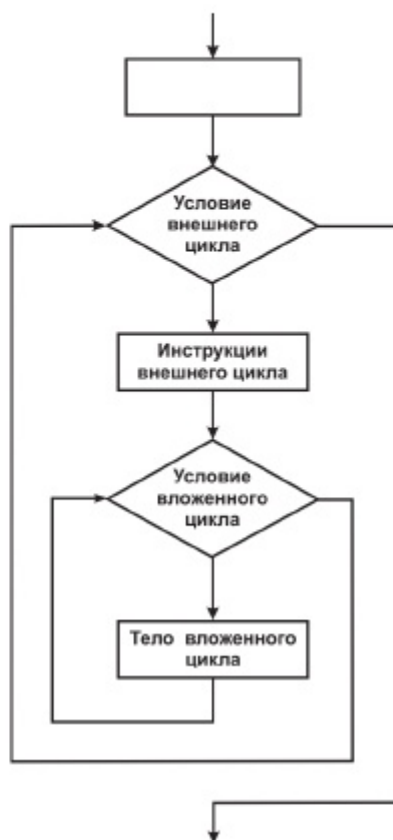 Условие
внешнего
цикла
Инструкции
внешнего цикла
Условие
вложенного
цикла
Тело вложенного
цикла